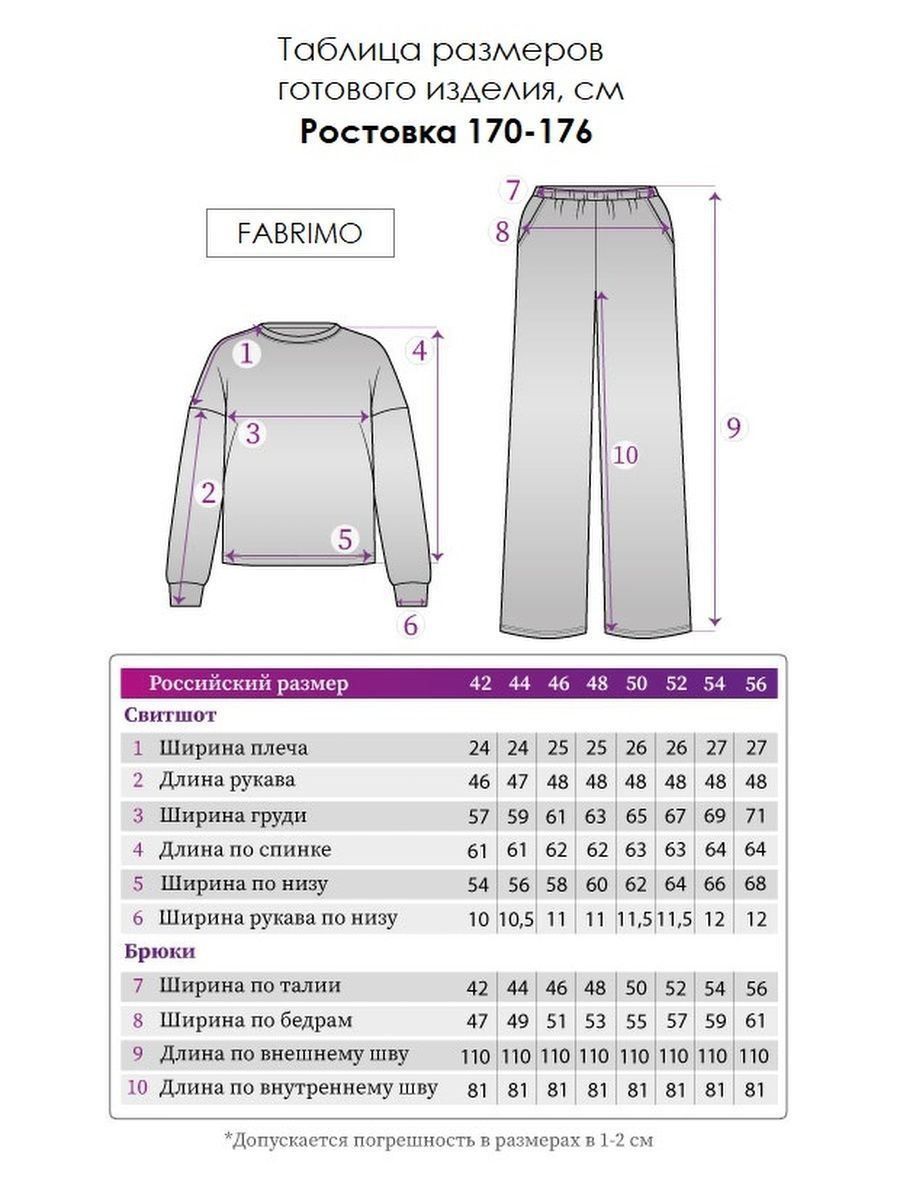 Таблица размеров
готового изделия, см
Ростовка 170-176
FABRIMO
7
8
1
4
3
9
10
2
5
6
Российский размер 42 44 46 48 50 52 54 56
Свитшот
1 Ширина плеча 24 24 25 25 26 26 27 27
2 Длина рукава 46 47 48 48 48 48 48 48
3 Ширина груди 57 59 61 63 65 67 69 71
4 Длина по спинке 61 61 62 62 63 63 64 64
5 Ширина по низу 54 56 58 60 62 64 66 68
6 Ширина рукава по низу 10 10,5 11 11 11,5 11,5 12 12
Брюки
7 Ширина по талии 42 44 46 48 50 52 54 56
8 Ширина по бедрам 47 49 51 53 55 57 59 61
9 Длина по внешнему шву 110 110 110 110 110 110 110 110
10 Длина по внутреннему шву 81 81 81 81 81 81 81 81
*Допускается погрешность в размерах в 1-2 см